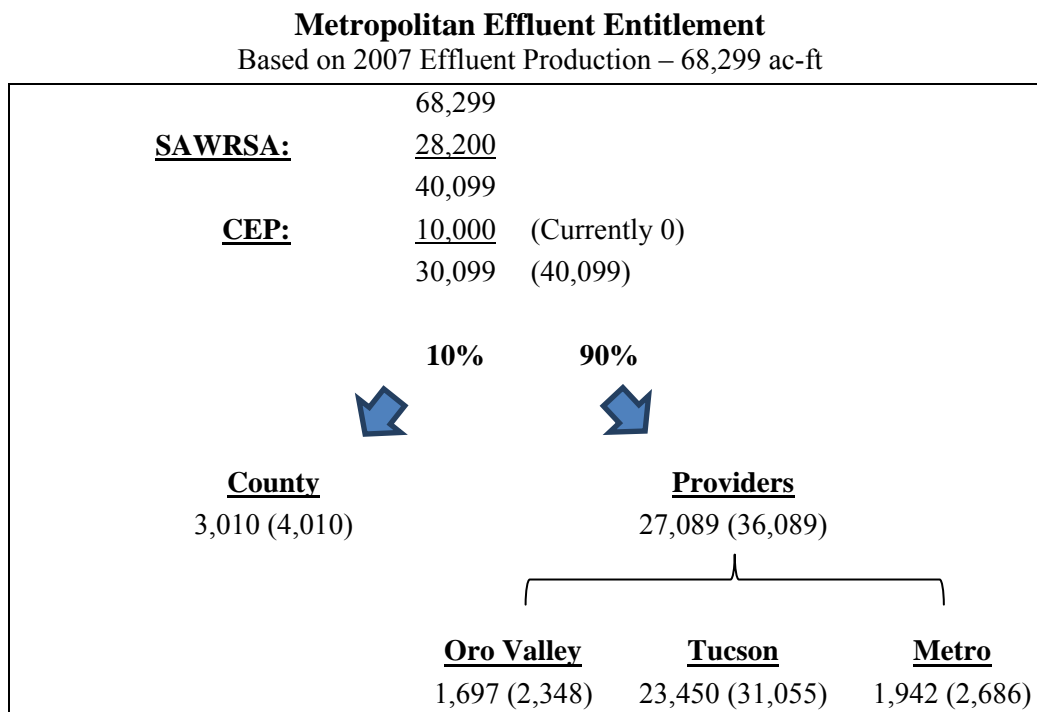 Metropolitan Effluent Entitlement
Based on 2007 Effluent Production – 68,299 ac-ft
68,299
SAWRSA: 28,200
40,099
CEP: 10,000 (Currently 0)
30,099 (40,099)
10% 90%
County Providers
3,010 (4,010) 27,089 (36,089)
Oro Valley Tucson Metro
1,697 (2,348) 23,450 (31,055) 1,942 (2,686)